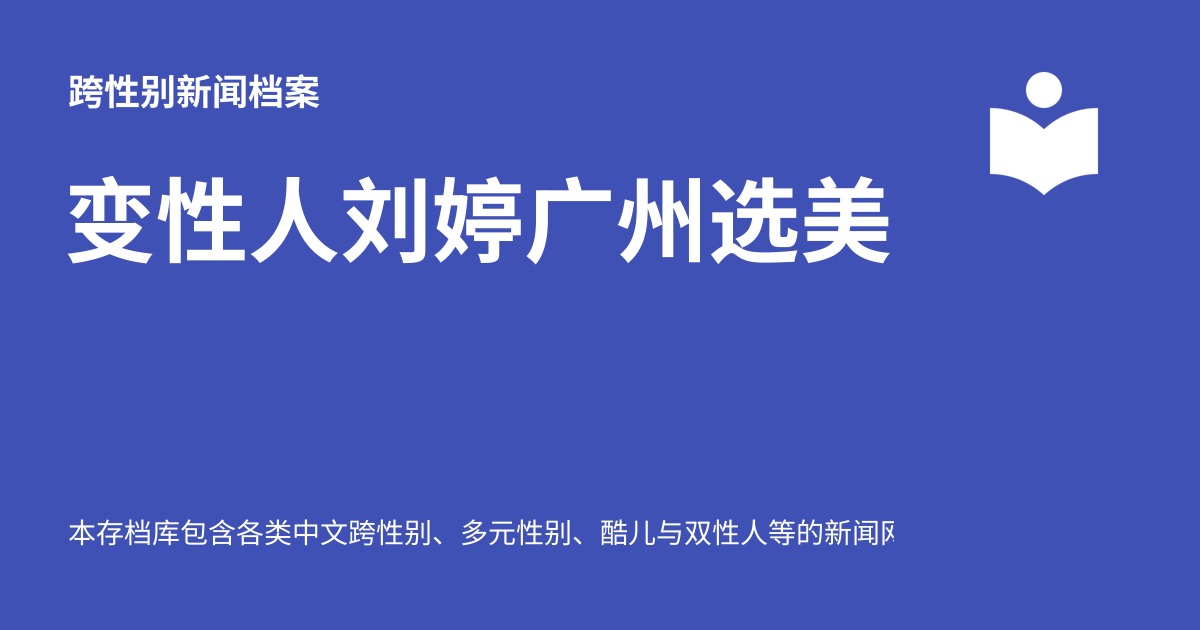 跨性别新闻档案
变性人刘婷广州选美
本存档库包含各类中文跨性别、多元性别、酷儿与双性人等的新闻